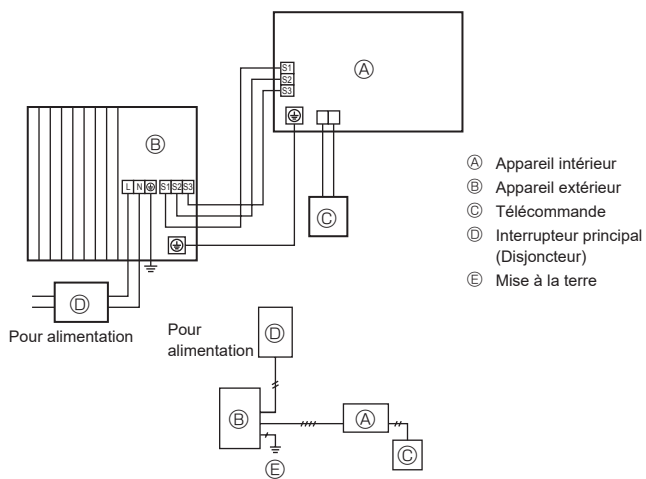 S1
S2
S3
Ⓐ
Ⓑ
L N S1 S2 S3
Ⓒ
Ⓓ
Pour alimentation
Ⓐ Appareil intérieur
Ⓑ Appareil extérieur
Ⓒ Télécommande
Ⓓ Interrupteur principal
(Disjoncteur)
Ⓔ Mise à la terre
Pour
alimentation
Ⓓ
Ⓑ
Ⓐ
Ⓒ
Ⓔ